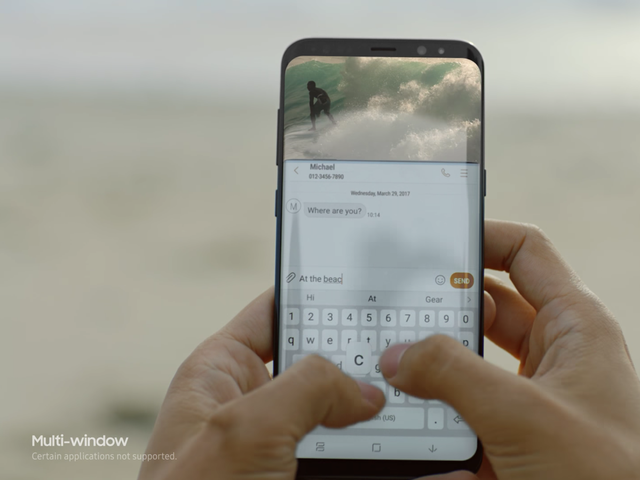 Michael
012-3456-7890
Wednesday, March 29, 2017
M
Where are you? 10:14
At the beac
SEND
Hi At Gear
1 2 3 4 5 6 7 8 9 0
q w e r t y p
C
b
(US) .
Multi-window
Certain applications not supported.